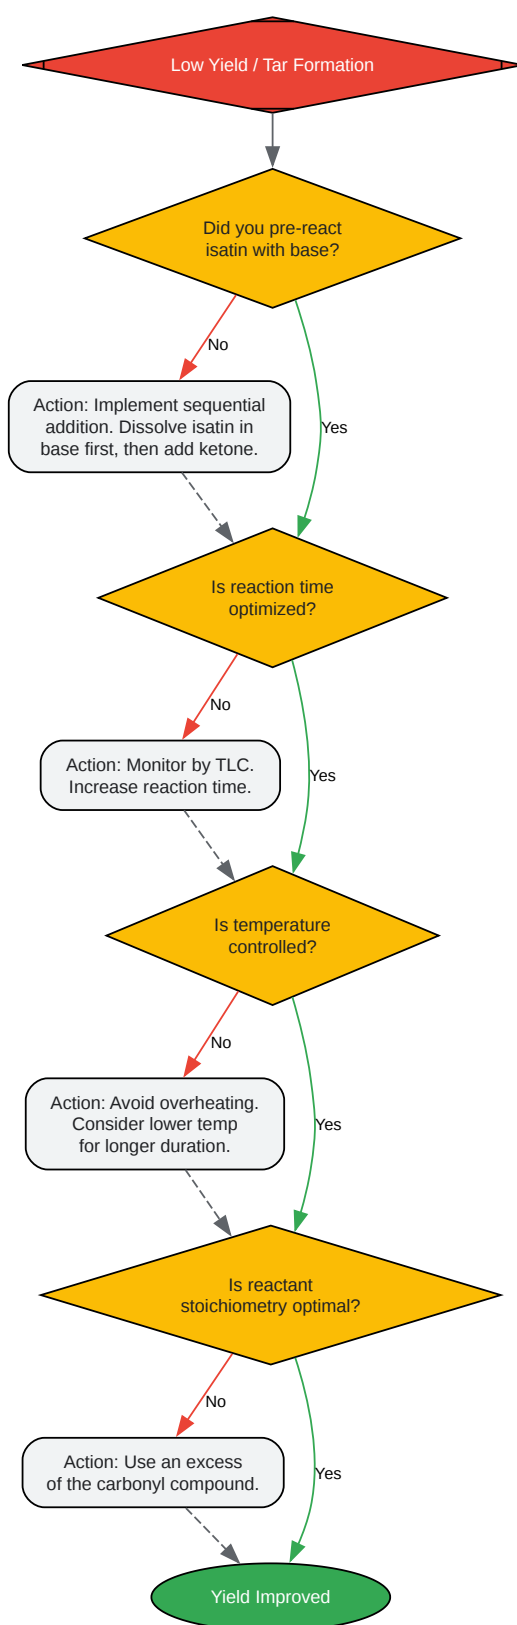 Low Yield / Tar Formation
Did you pre-react
isatin with base?
No
Action: Implement sequential
addition. Dissolve isatin in
base first, then add ketone.
Yes
Is reaction time
optimized?
No
Action: Monitor by TLC.
Increase reaction time.
Yes
Is temperature
controlled?
No
Action: Avoid overheating.
Consider lower temp
for longer duration.
Yes
Is reactant
stoichiometry optimal?
No
Action: Use an excess
of the carbonyl compound.
Yes
Yield Improved